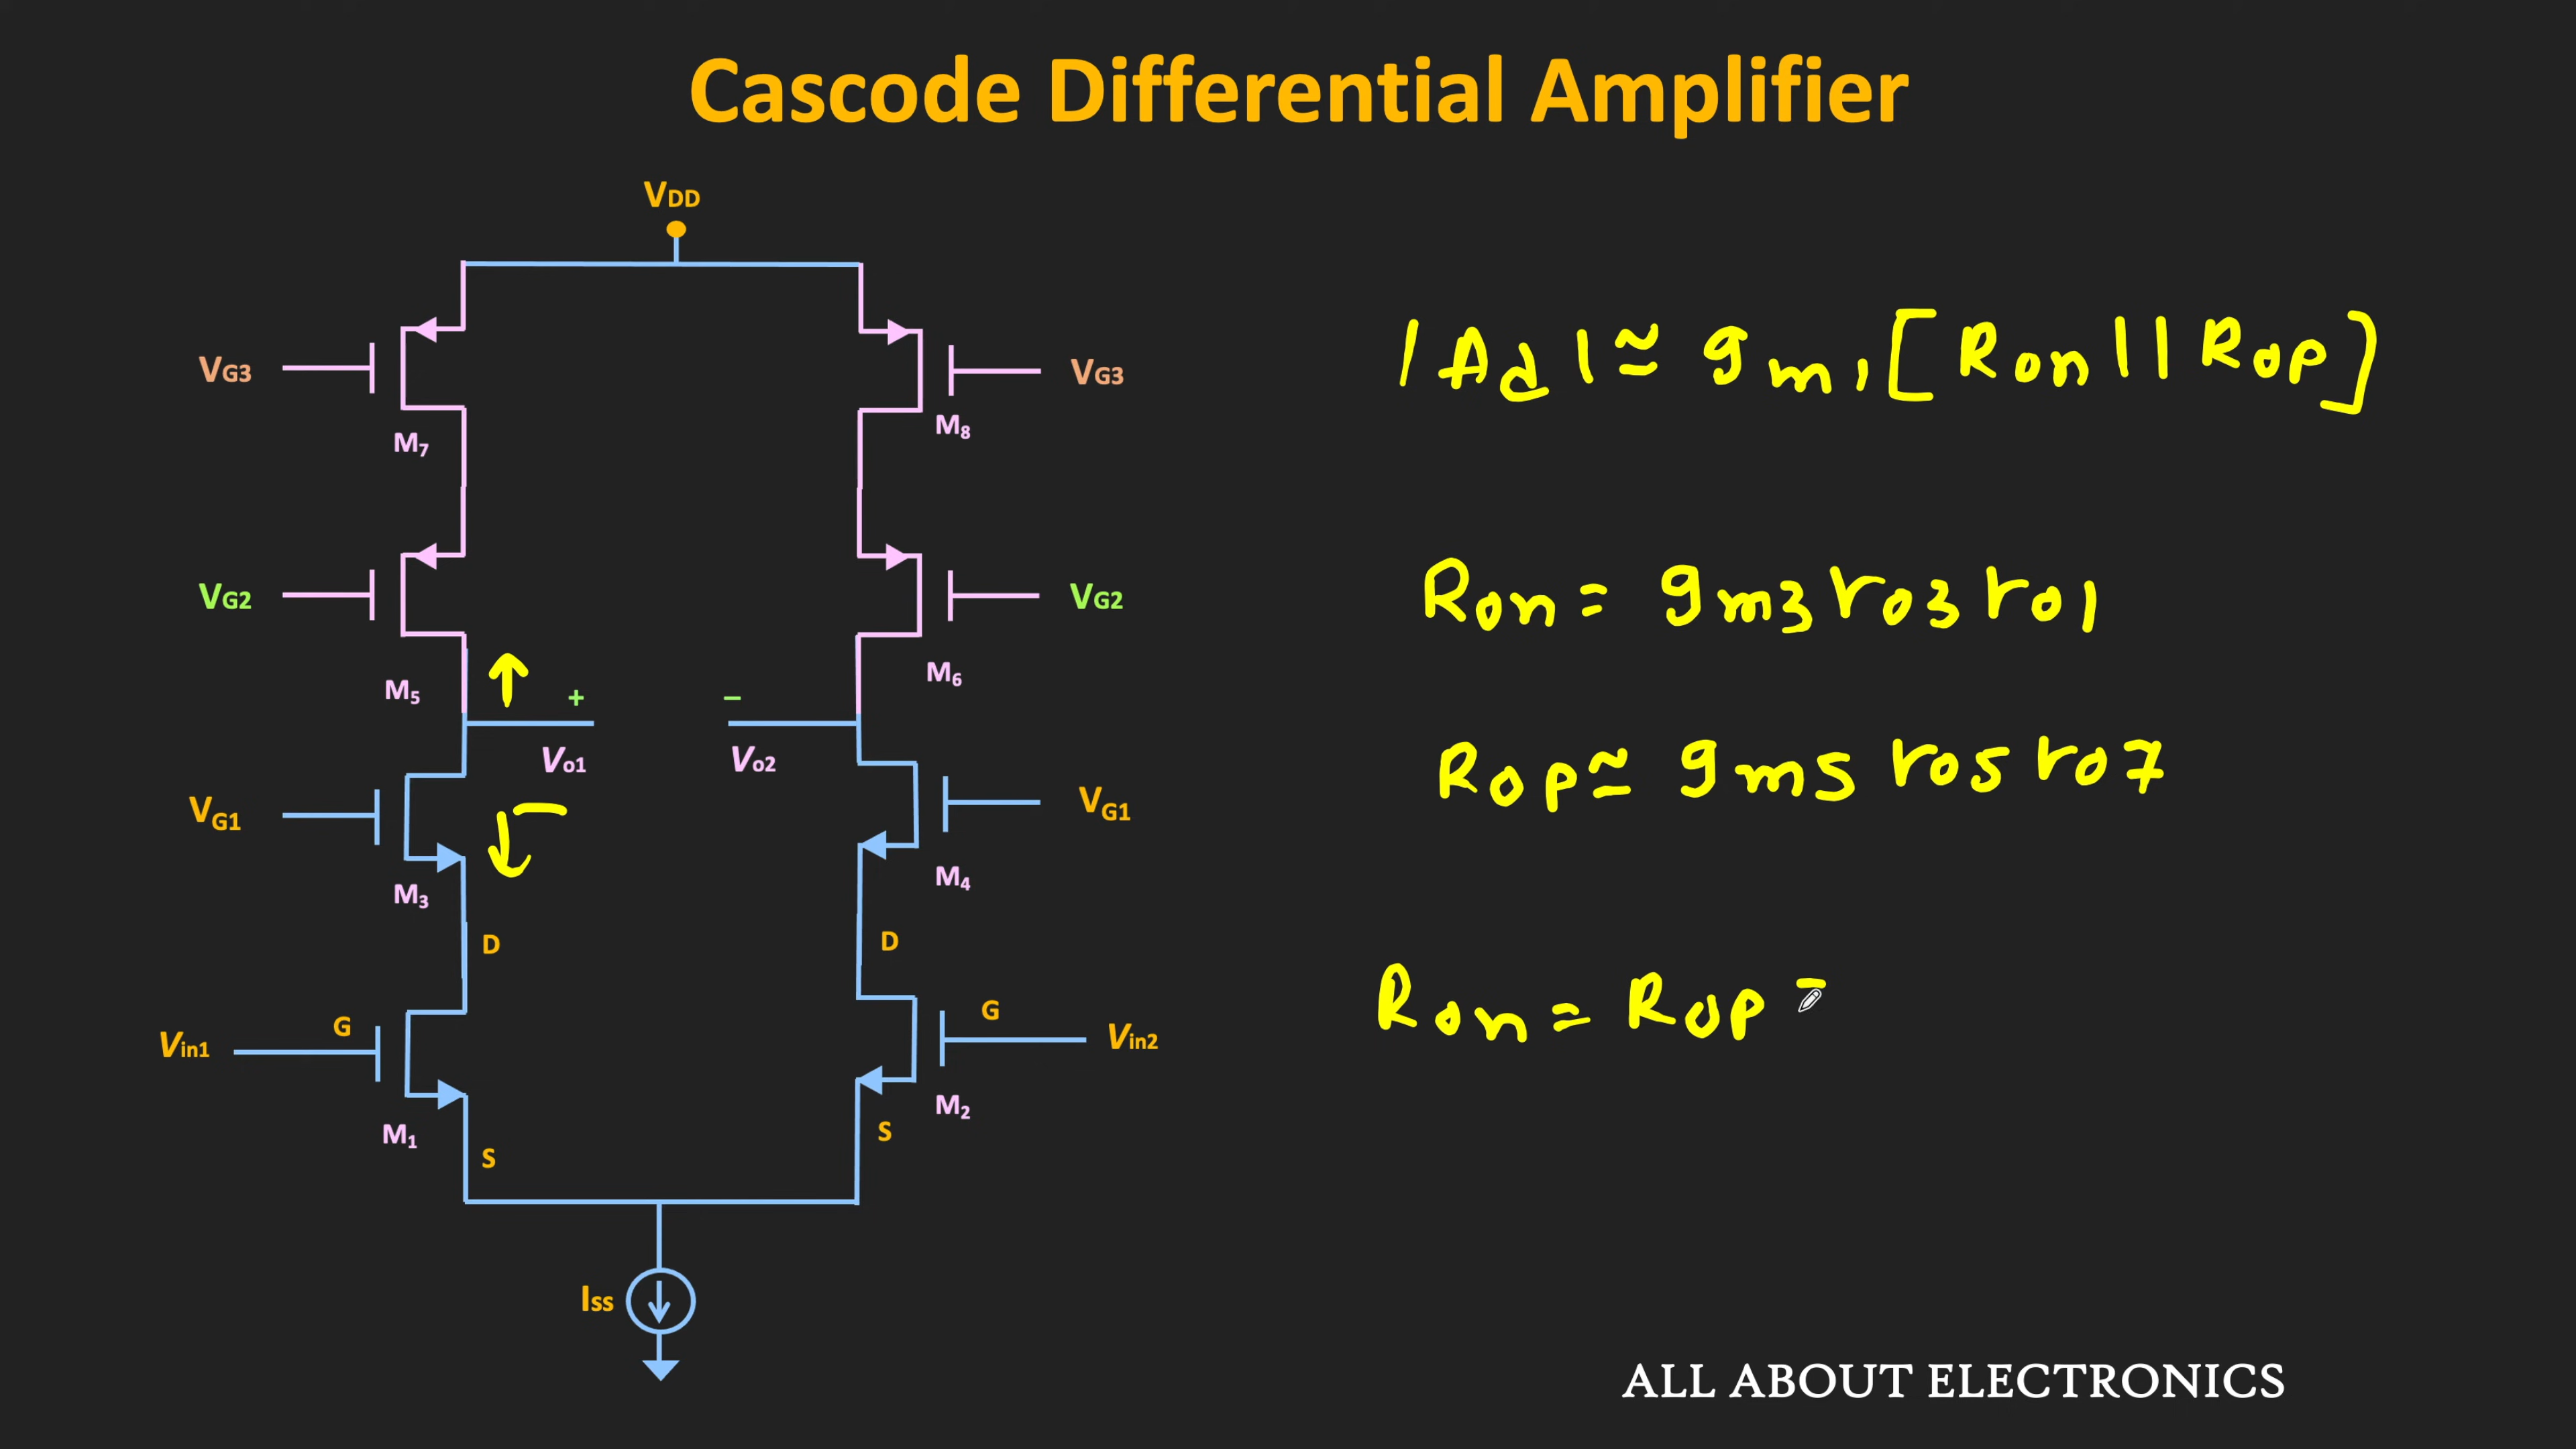 Cascode Differential Amplifier
VDD
VG3
VG3
M7
M8
VG2
VG2
M5
M6
+
−
Vo1
Vo2
VG1
VG1
M3
M4
D
D
G
G
Vin1
Vin2
M1
M2
S
S
Iss
|Ad| ≅ gm1 [Ron || Rop]
Ron = gm3 ro3 ro1
Rop ≅ gm5 ro5 ro7
Ron = Rop =
ALL ABOUT ELECTRONICS